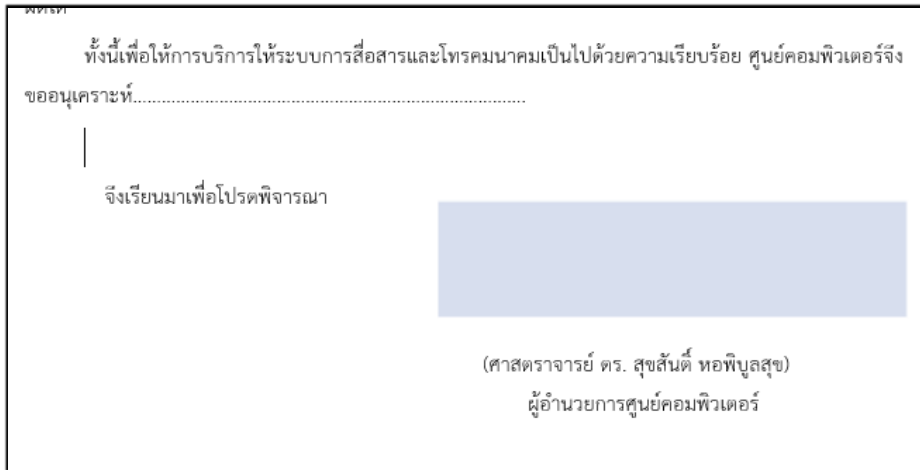 ทั้งนี้เพื่อให้การบริการให้ระบบการสื่อสารและโทรคมนาคมเป็นไปด้วยความเรียบร้อย ศูนย์คอมพิวเตอร์จึง
ขออนุเคราะห์..................................................................................
จึงเรียนมาเพื่อโปรดพิจารณา
(ศาสตราจารย์ ดร. สุขสันติ์ หอพิบูลสุข)
ผู้อำนวยการศูนย์คอมพิวเตอร์